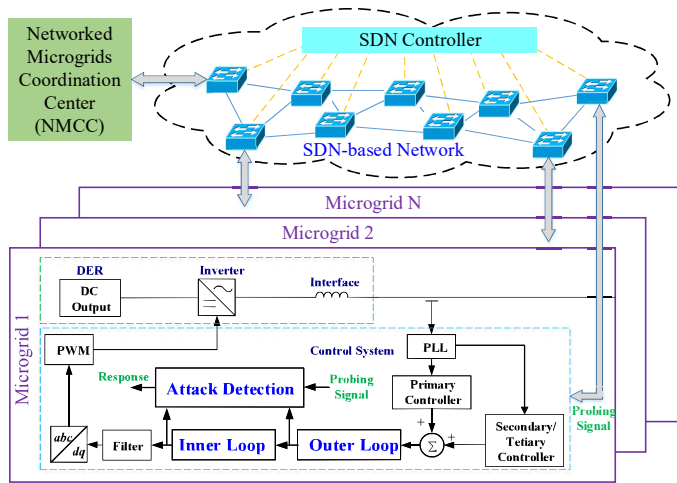 Networked
Microgrids
Coordination
Center
(NMCC)
SDN Controller
SDN-based Network
Microgrid N
Microgrid 2
Microgrid 1
DER
DC
Output
Inverter
Interface
PWM
Control System
PLL
Response
Attack Detection
Probing
Signal
Primary
Controller
Probing
Signal
abc
dq
Filter
Inner Loop
Outer Loop
+
Σ
+
Secondary/
Tetiary
Controller